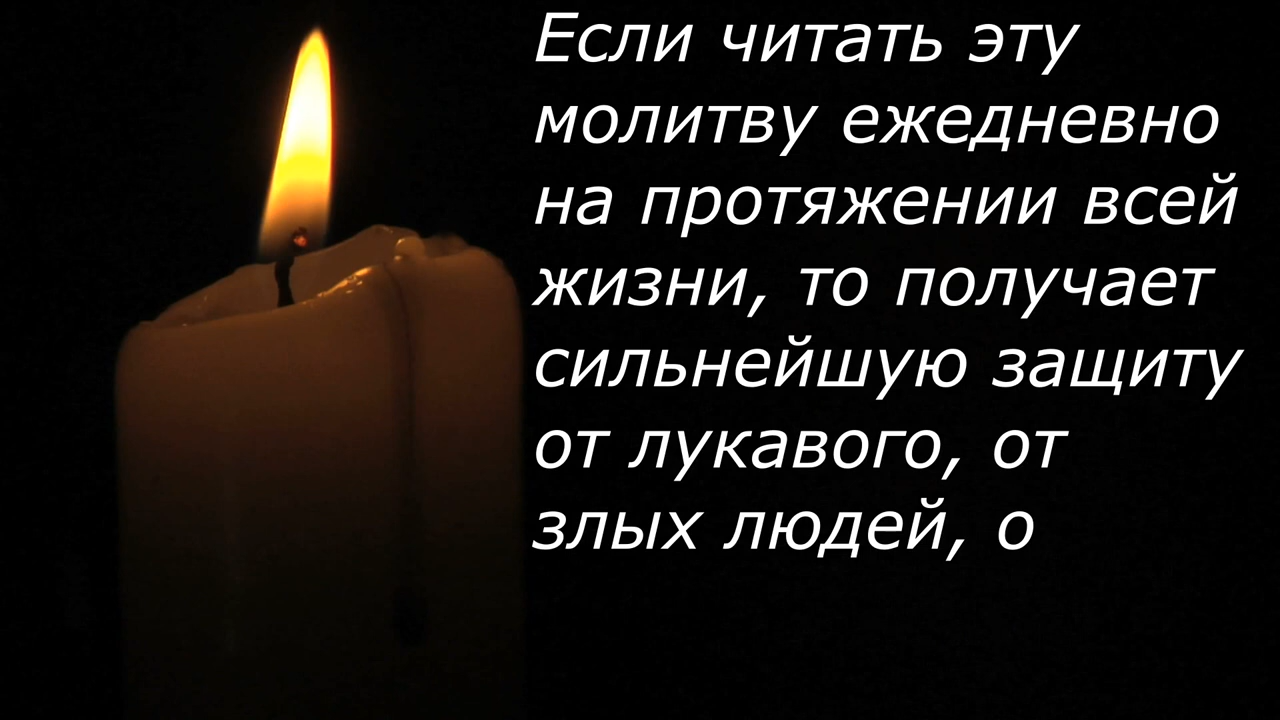 Если читать эту
молитву ежедневно
на протяжении всей
жизни, то получает
сильнейшую защиту
от лукавого, от
злых людей, о